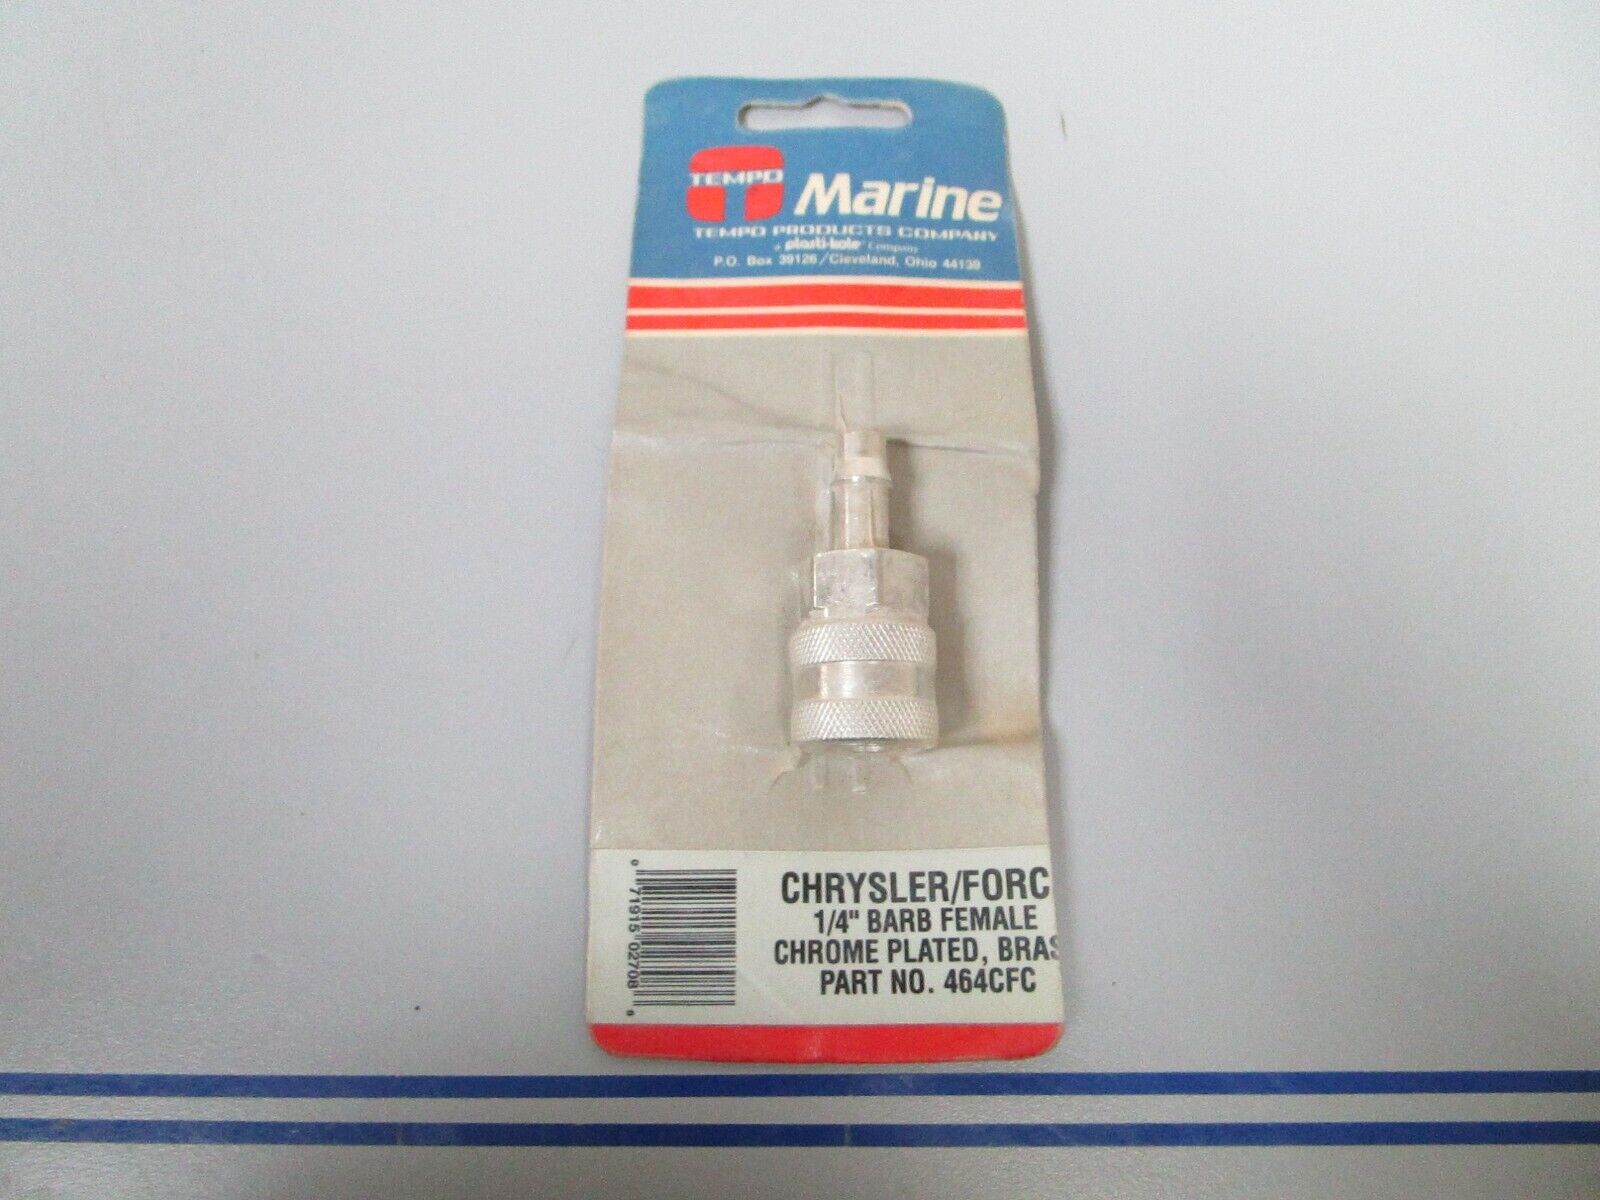 TEMPO
Marine
TEMPO PRODUCTS COMPANY
a plasti-kote® Company
P.O. Box 39126/Cleveland, Ohio 44139
CHRYSLER/FORC
1/4" BARB FEMALE
CHROME PLATED, BRAS
PART NO. 464CFC
0 71915 02708 6